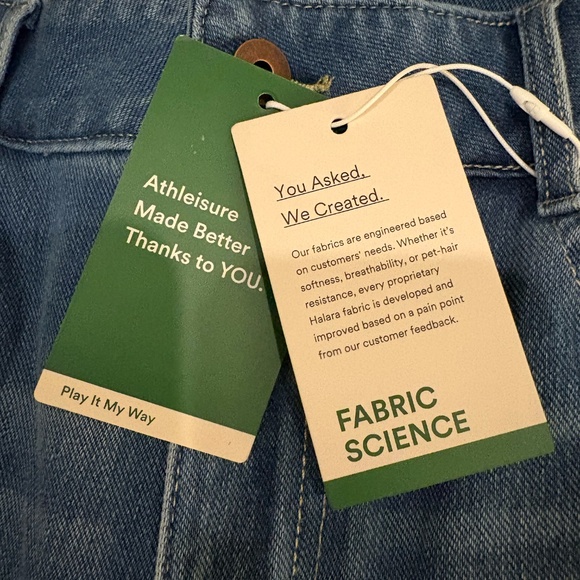 Athleisure
Made Better
Thanks to YOU!
Play It My Way
You Asked.
We Created.
Our fabrics are engineered based
on customers' needs. Whether it's
softness, breathability, or pet-hair
resistance, every proprietary
Halara fabric is developed and
improved based on a pain point
from our customer feedback.
FABRIC
SCIENCE